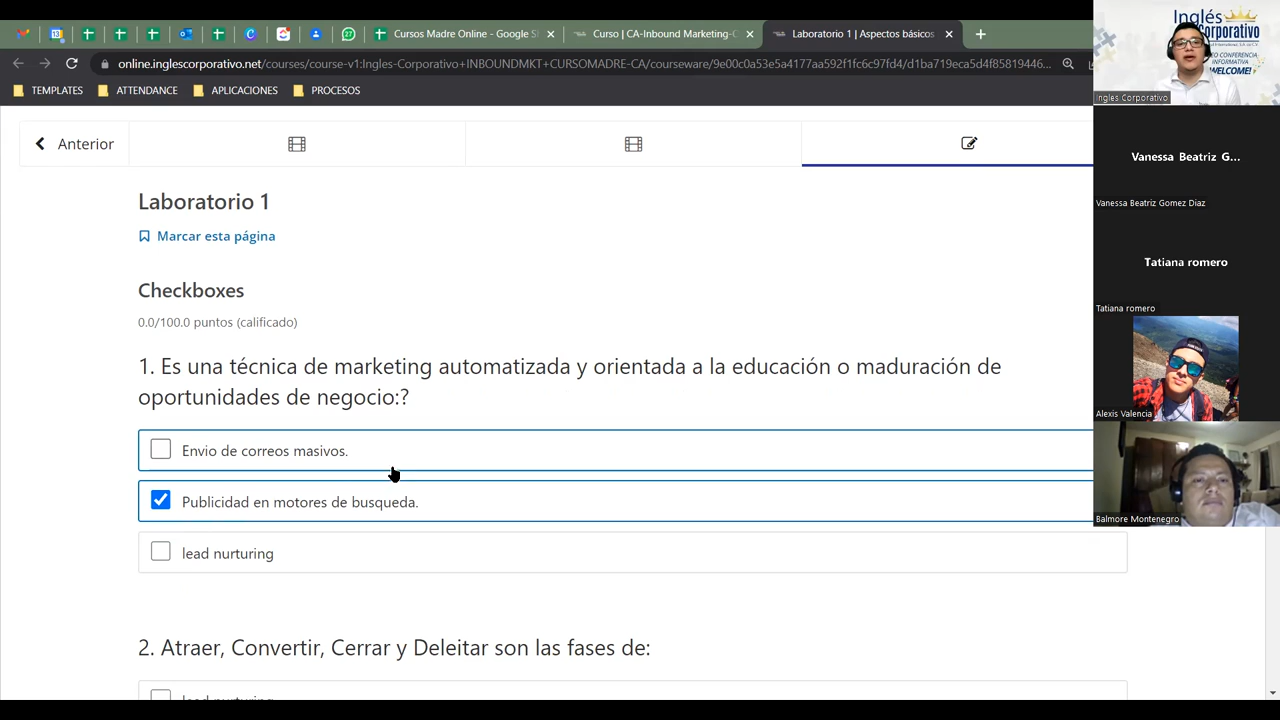 Cursos Madre Online - Google S
Curso | CA-Inbound Marketing-C
Laboratorio 1 | Aspectos básicos
online.inglescorporativo.net/courses/course-v1:Ingles-Corporativo+INBOUNDMKT+CURSOMADRE-CA/courseware/9e00c0a53e5a4177aa592f1fc6c97fd4/d1ba719eca5d4f85819446...
TEMPLATES
ATTENDANCE
APLICACIONES
PROCESOS
Anterior
Laboratorio 1
Marcar esta página
Checkboxes
0.0/100.0 puntos (calificado)
1. Es una técnica de marketing automatizada y orientada a la educación o maduración de
oportunidades de negocio:?
Envio de correos masivos.
Publicidad en motores de busqueda.
lead nurturing
2. Atraer, Convertir, Cerrar y Deleitar son las fases de:
lead nurturing
Inglés
Corporativo
VIDEO CONFERENCIA
INFORMATIVA
WELCOME!
Ingles Corporativo
Vanessa Beatriz G...
Vanessa Beatriz Gomez Diaz
Tatiana romero
Tatiana romero
Alexis Valencia
Balmore Montenegro